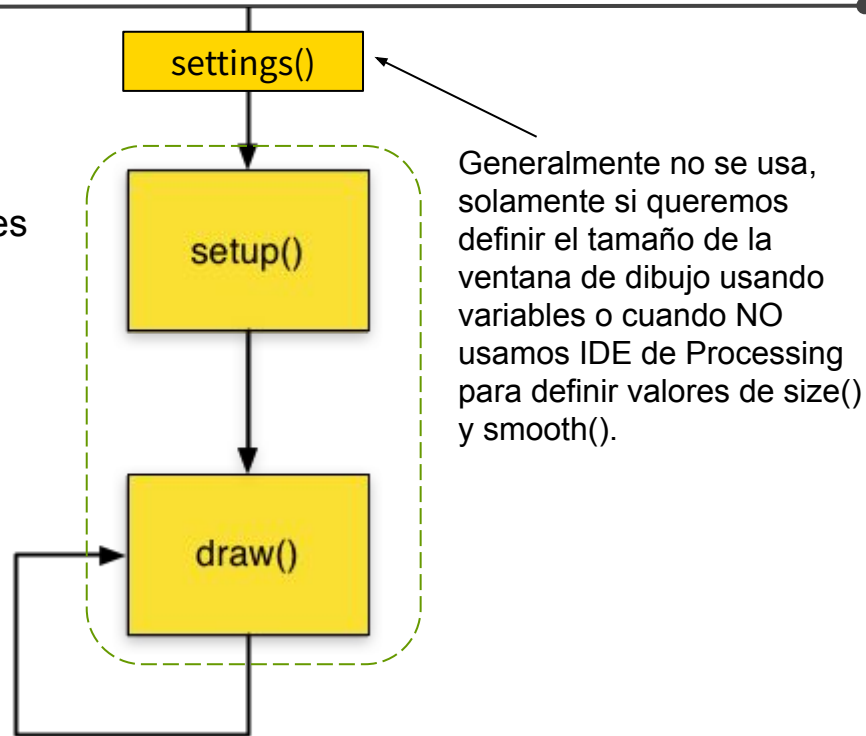 settings()
Generalmente no se usa,
solamente si queremos
definir el tamaño de la
ventana de dibujo usando
variables o cuando NO
usamos IDE de Processing
para definir valores de size()
y smooth().
es
setup()
draw()